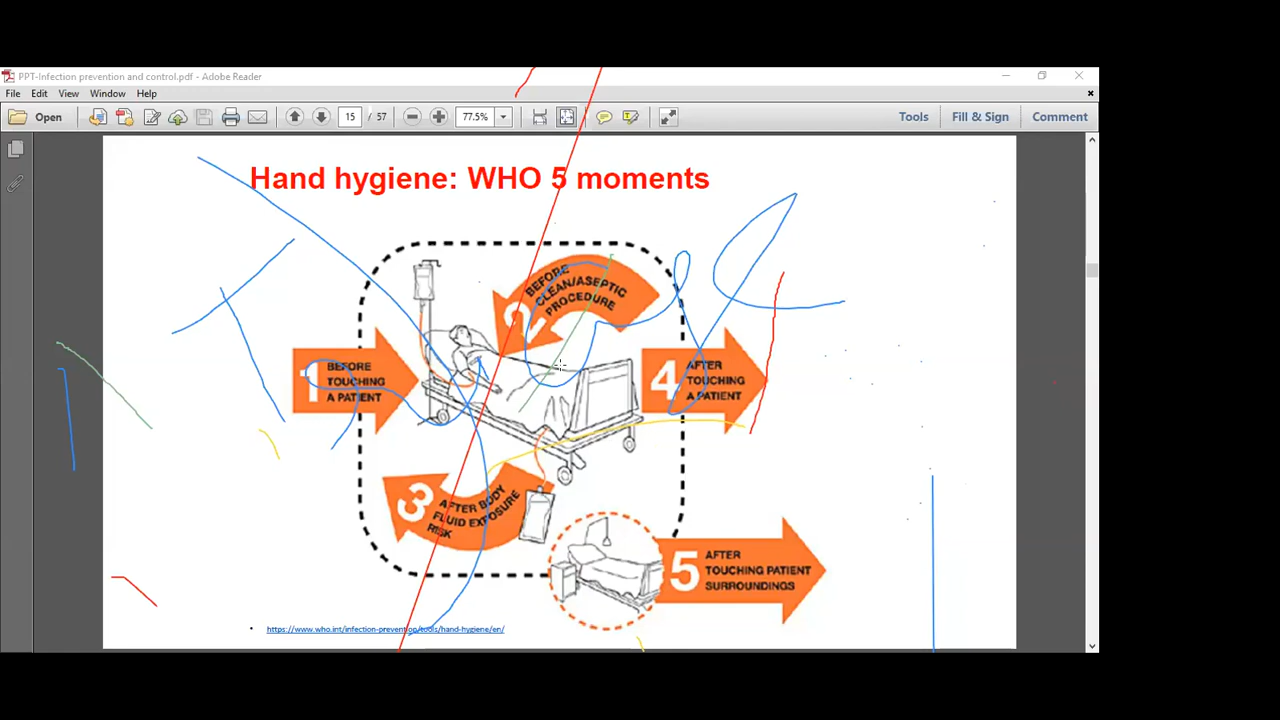 PPT-Infection prevention and control.pdf - Adobe Reader
File Edit View Window Help
Open 15 / 57 77.5% Tools Fill & Sign Comment
Hand hygiene: WHO 5 moments
1 BEFORE
TOUCHING
A PATIENT
2 BEFORE
CLEAN/ASEPTIC
PROCEDURE
3 AFTER BODY
FLUID EXPOSURE
RISK
4 AFTER
TOUCHING
A PATIENT
5 AFTER
TOUCHING PATIENT
SURROUNDINGS
• https://www.who.int/infection-prevention/tools/hand-hygiene/en/